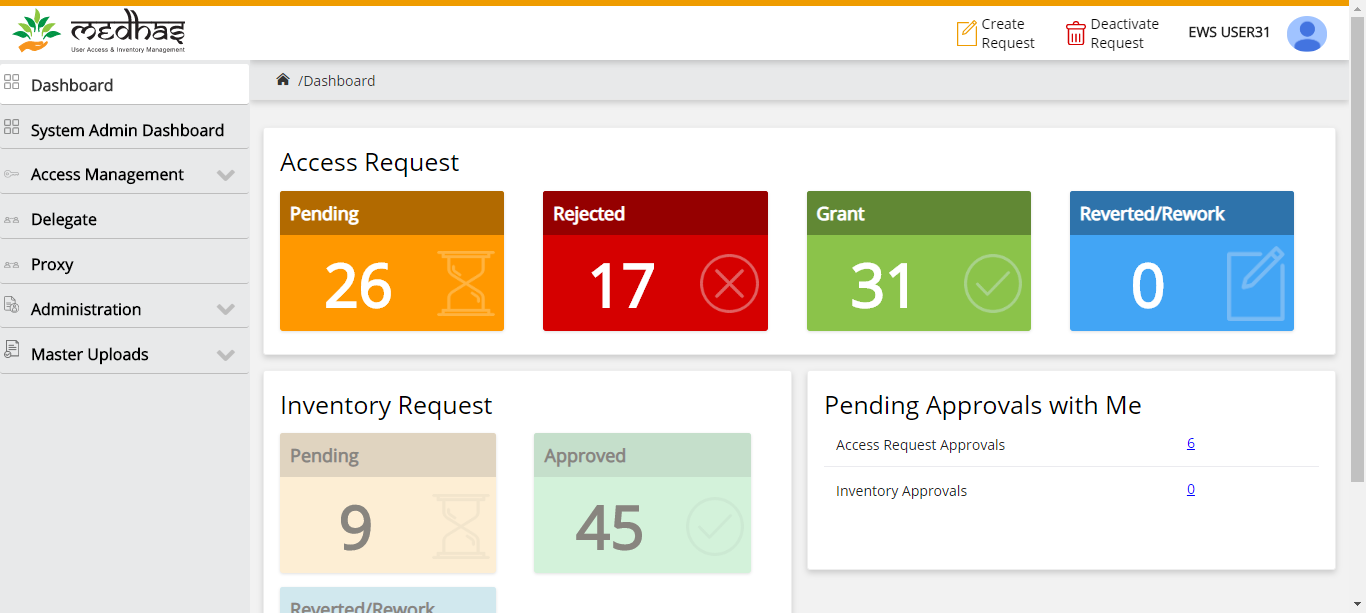 medhas
User Access & Inventory Management
Create
Request
Deactivate
Request
EWS USER31
Dashboard
System Admin Dashboard
Access Management
Delegate
Proxy
Administration
Master Uploads
/Dashboard
Access Request
Pending
26
Rejected
17
Grant
31
Reverted/Rework
0
Inventory Request
Pending
9
Approved
45
Reverted/Rework
Pending Approvals with Me
Access Request Approvals 6
Inventory Approvals 0